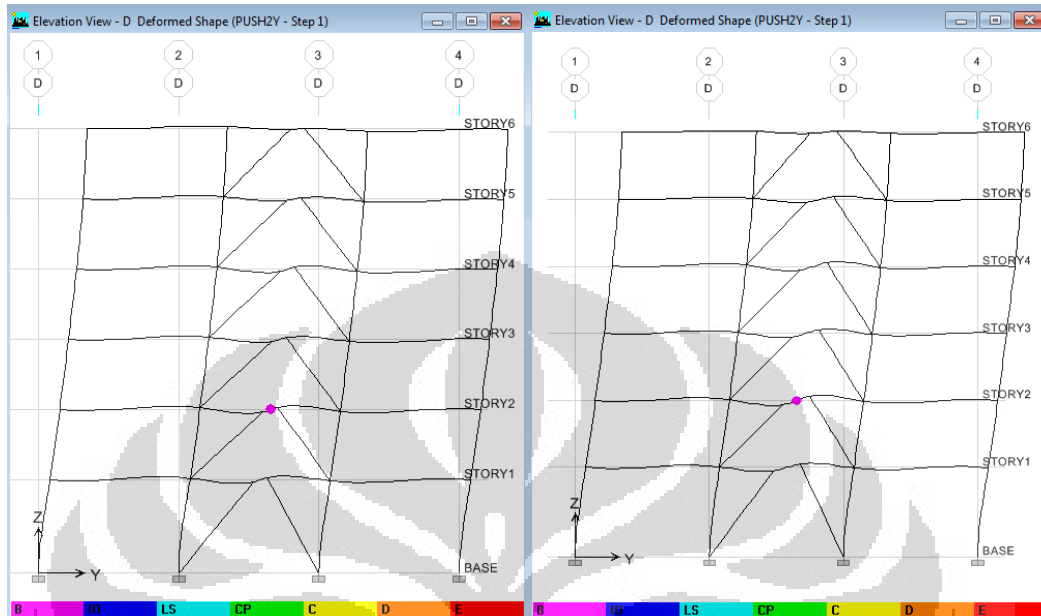 Elevation View - D Deformed Shape (PUSH2Y - Step 1)
1 2 3 4
D D D D
STORY6
STORY5
STORY4
STORY3
STORY2
STORY1
Z
Y
BASE
B IO LS CP C D E
Elevation View - D Deformed Shape (PUSH2Y - Step 1)
1 2 3 4
D D D D
STORY6
STORY5
STORY4
STORY3
STORY2
STORY1
Z
Y
BASE
B IO LS CP C D E